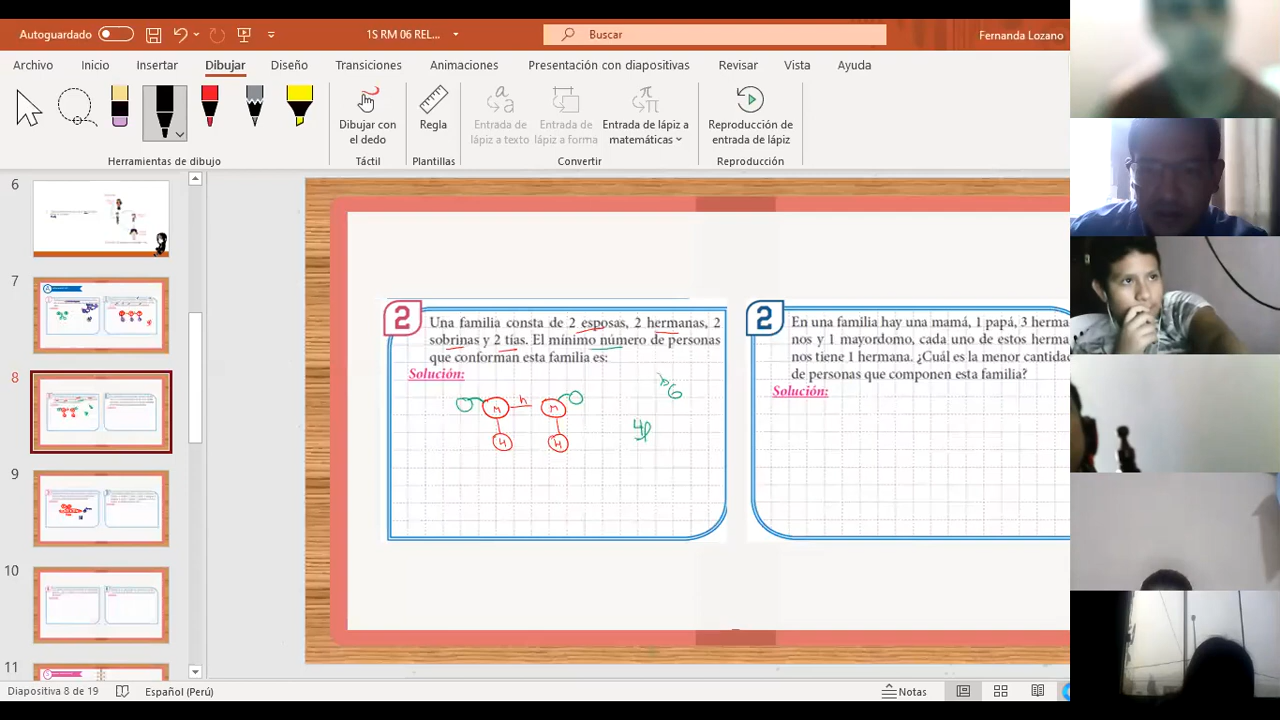 Autoguardado
1S RM 06 REL...
Buscar
Fernanda Lozano
Archivo
Inicio
Insertar
Dibujar
Diseño
Transiciones
Animaciones
Presentación con diapositivas
Revisar
Vista
Ayuda
Dibujar con
el dedo
Regla
Entrada de
lápiz a texto
Entrada de
lápiz a forma
Entrada de lápiz a
matemáticas
Reproducción de
entrada de lápiz
Herramientas de dibujo
Táctil
Plantillas
Convertir
Reproducción
6
7
8
9
10
11
2
Una familia consta de 2 esposas, 2 hermanas, 2
sobrinas y 2 tías. El mínimo número de personas
que conforman esta familia es:
Solución:
h
M
M
H
H
6
4p
2
En una familia hay una mamá, 1 papá, 3 herma
nos y 1 mayordomo, cada uno de estos herma
nos tiene 1 hermana. ¿Cuál es la menor cantidad
de personas que componen esta familia?
Solución:
Diapositiva 8 de 19
Español (Perú)
Notas